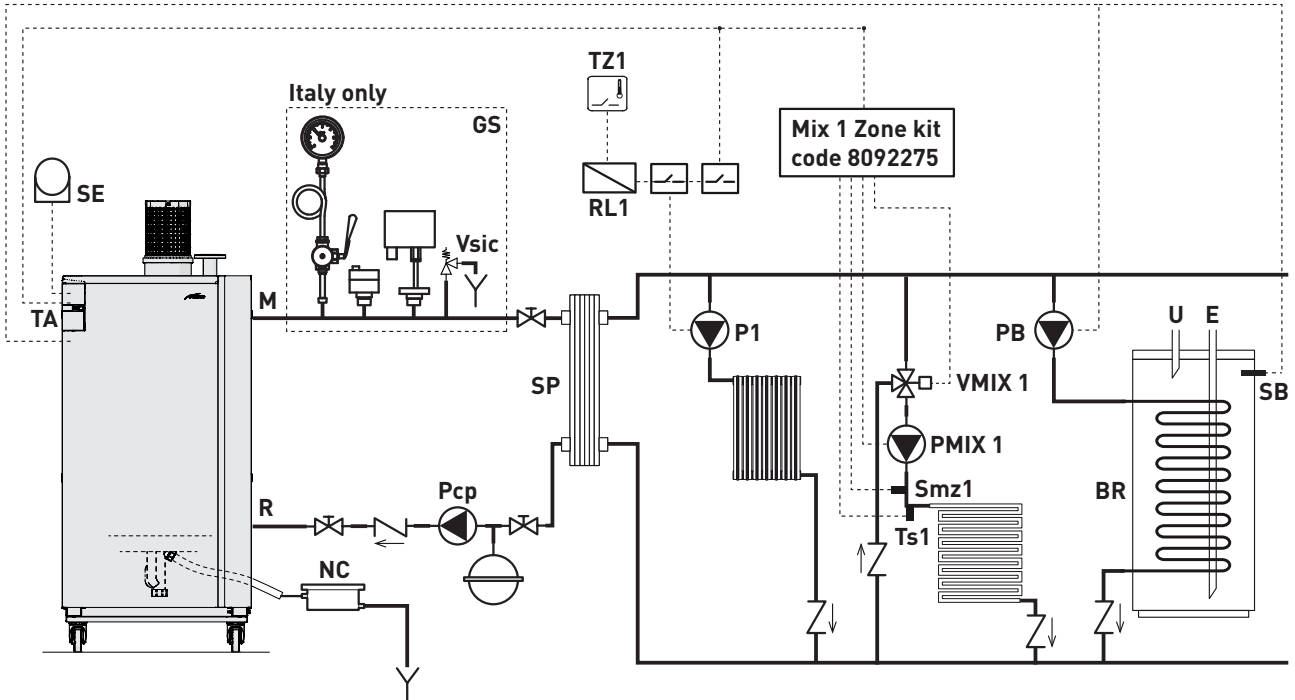 TZ1
Italy only
GS
Mix 1 Zone kit
code 8092275
SE
RL1
Vsic
TA
M
P1
PB
U
E
SP
VMIX 1
SB
PMIX 1
R
Pcp
Smz1
BR
Ts1
NC